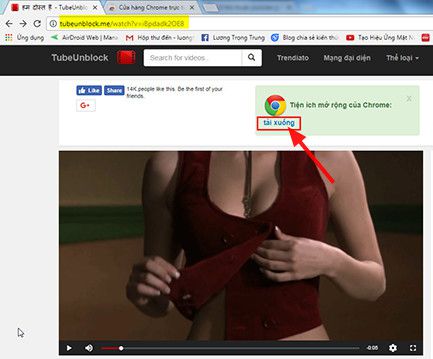 हम दोस्त हैं - TubeUnbl
Cửa hàng Chrome trực t
tubeunblock.me/watch?v=iBpdadk2OE8
Ứng dụng
AirDroid Web | Manag
Hộp thư đến - luong
Lương Trọng Trung
Blog chia sẻ kiến thứ
Tạo Hiệu Ứng Mặt N
TubeUnblock
Search for videos...
Trendiato
Mạng đại diện
Thể loại
Like
Share
14K people like this. Be the first of your
friends.
G+
Tiện ích mở rộng của Chrome:
x
tải xuống
-0:05